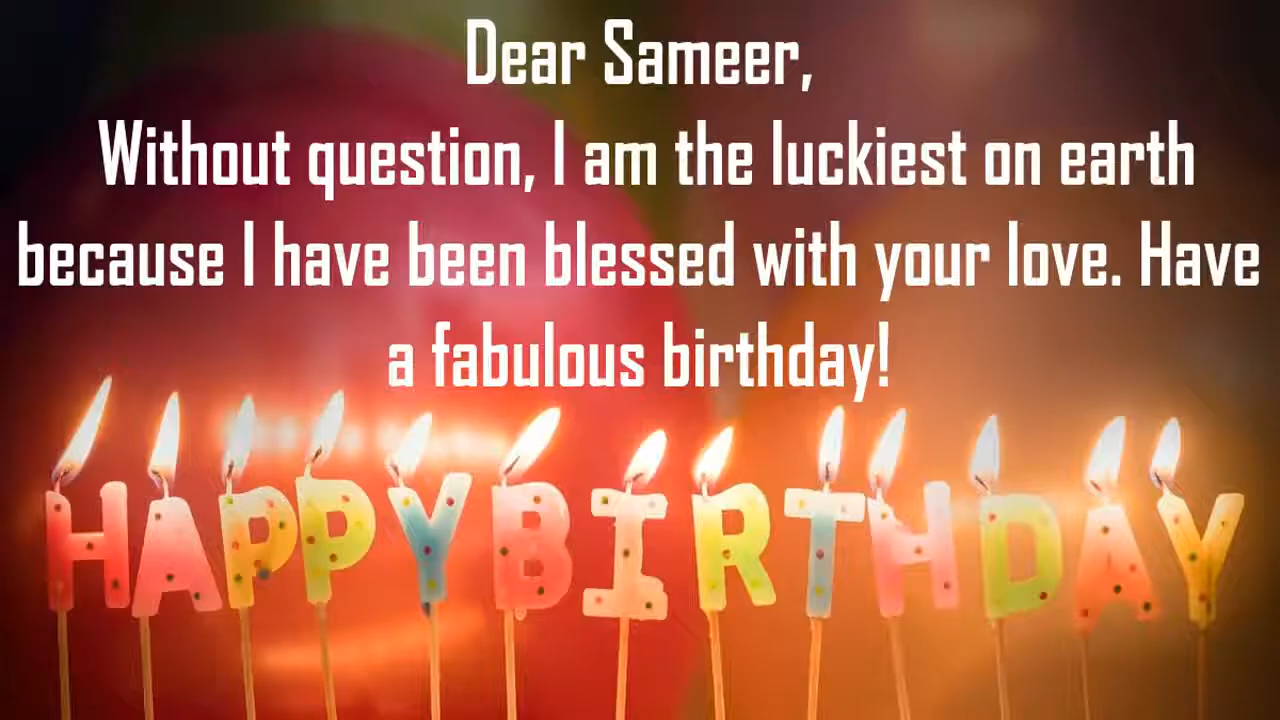 Dear Sameer,
Without question, I am the luckiest on earth
because I have been blessed with your love. Have
a fabulous birthday!
HAPPY BIRTHDAY